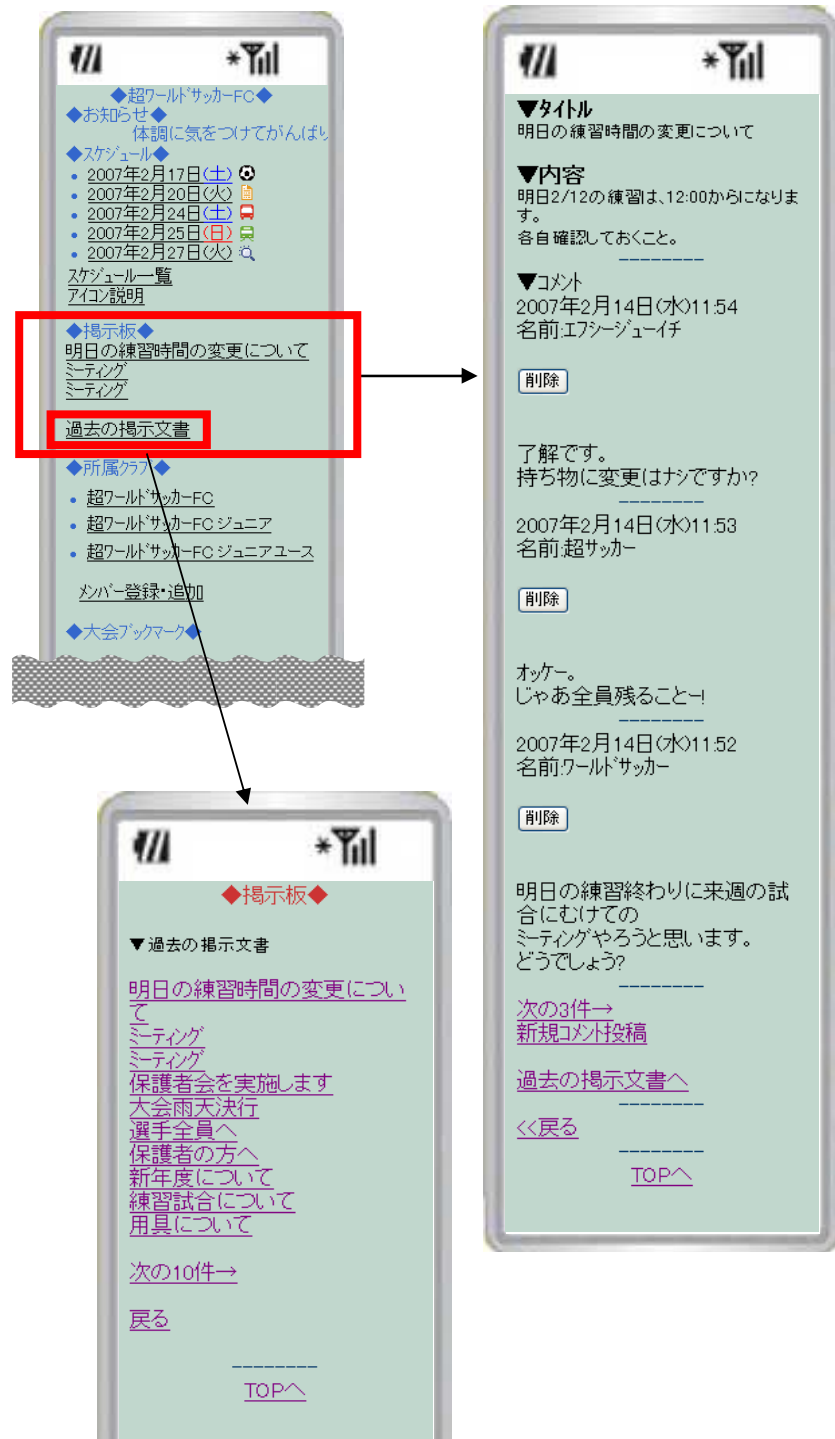 ◆超ワールドサッカーFC◆
◆お知らせ◆
体調に気をつけてがんばり
◆スケジュール◆
• 2007年2月17日(土)
• 2007年2月20日(火)
• 2007年2月24日(土)
• 2007年2月25日(日)
• 2007年2月27日(火)
スケジュール一覧
アイコン説明
◆掲示板◆
明日の練習時間の変更について
ミーティング
ミーティング
過去の掲示文書
◆所属クラブ◆
• 超ワールドサッカーFC
• 超ワールドサッカーFCジュニア
• 超ワールドサッカーFCジュニアユース
メンバー登録・追加
◆大会ブックマーク◆
▼タイトル
明日の練習時間の変更について
▼内容
明日2/12の練習は、12:00からになりま
す。
各自確認しておくこと。
--------
▼コメント
2007年2月14日(水)11:54
名前:エフシージューイチ
削除
了解です。
持ち物に変更はナシですか?
--------
2007年2月14日(水)11:53
名前:超サッカー
削除
オッケー。
じゃあ全員残ることー!
--------
2007年2月14日(水)11:52
名前:ワールドサッカー
削除
明日の練習終わりに来週の試
合にむけての
ミーティングやろうと思います。
どうでしょう?
--------
次の3件→
新規コメント投稿
過去の掲示文書へ
--------
<<戻る
--------
TOPへ
◆掲示板◆
▼過去の掲示文書
明日の練習時間の変更につい
て
ミーティング
ミーティング
保護者会を実施します
大会雨天決行
選手全員へ
保護者の方へ
新年度について
練習試合について
用具について
次の10件→
戻る
--------
TOPへ